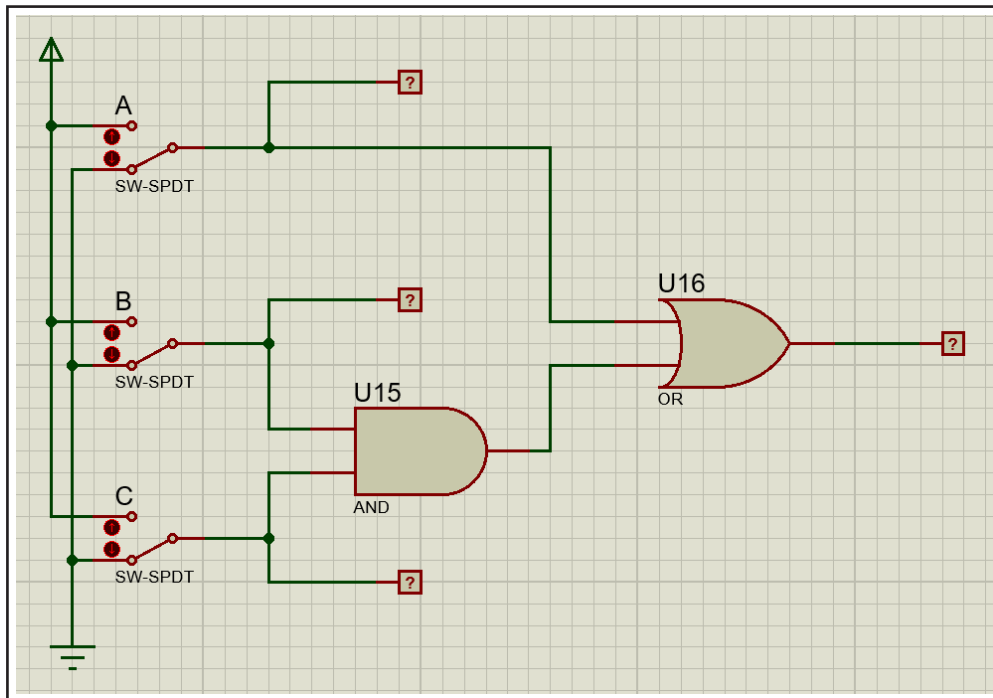 ?
A
SW-SPDT
U16
B
?
SW-SPDT
?
U15
OR
C
AND
SW-SPDT
?